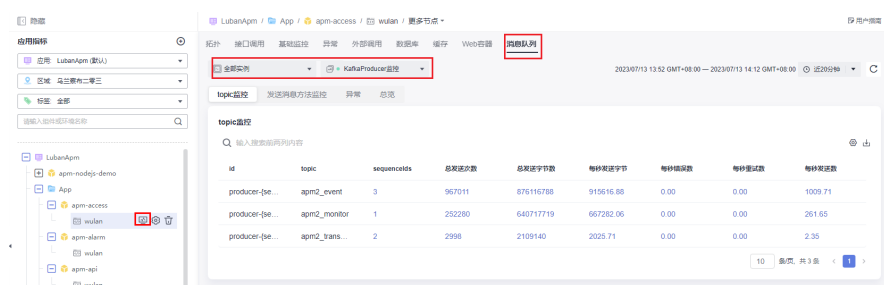 隐藏
LubanApm / App / apm-access / wulan / 更多节点
用户指南
应用指标
拓扑 接口调用 基础监控 异常 外部调用 数据库 缓存 Web容器 消息队列
应用: LubanApm (默认)
区域: 乌兰察布二零三
标签: 全部
请输入组件或环境名称
全部实例
KafkaProducer监控
2023/07/13 13:52 GMT+08:00 — 2023/07/13 14:12 GMT+08:00 近20分钟
topic监控 发送消息方法监控 异常 总览
topic监控
输入搜索前两列内容
id topic sequenceIds 总发送次数 总发送字节数 每秒发送字节 每秒错误数 每秒重试数 每秒发送数
producer-(se... apm2_event 3 967011 876116788 915616.88 0.00 0.00 1009.71
producer-(se... apm2_monitor 1 252280 640717719 667282.06 0.00 0.00 261.65
producer-(se... apm2_trans... 2 2998 2109140 2025.71 0.00 0.00 2.35
10 条/页, 共 3 条 1
LubanApm
apm-nodejs-demo
App
apm-access
wulan
apm-alarm
wulan
apm-api
wulan